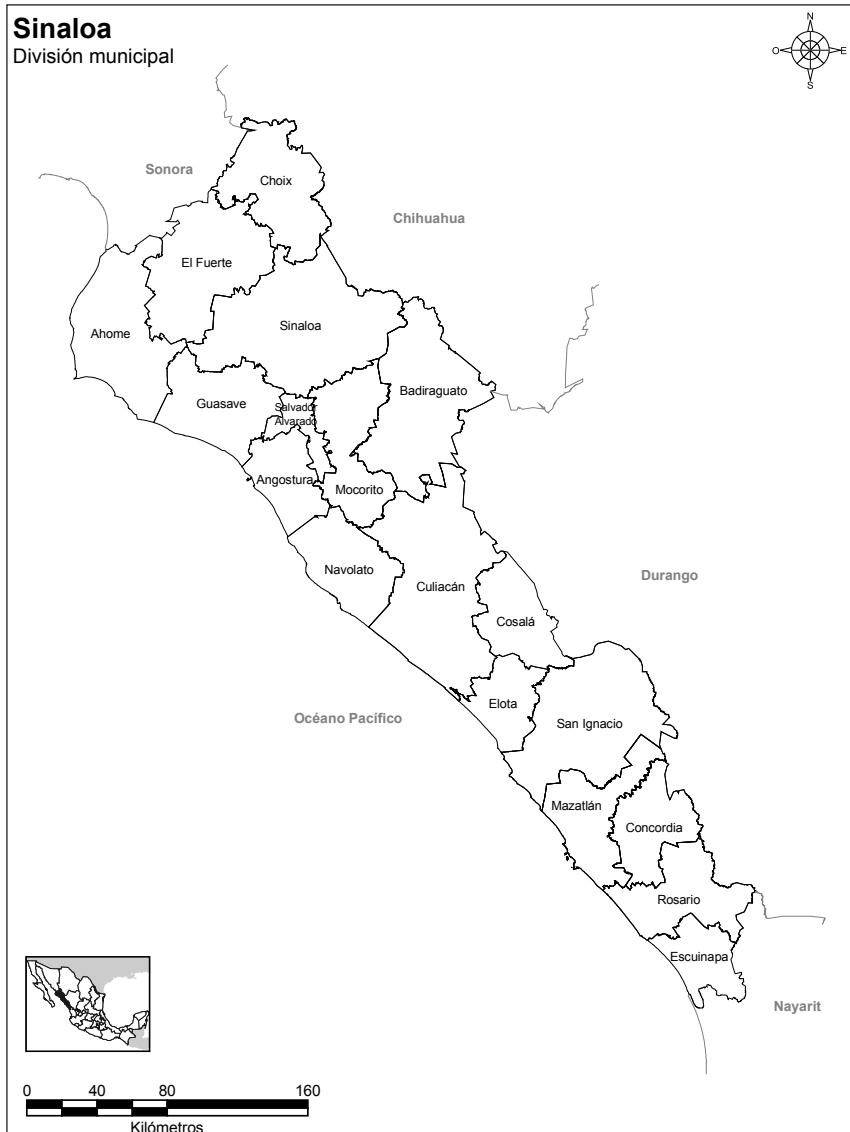 Sinaloa
División municipal
N
O
E
S
Sonora
Choix
Chihuahua
El Fuerte
Sinaloa
Ahome
Badiraguato
Guasave
Salvador
Alvarado
Angostura
Mocorito
Navolato
Culiacán
Durango
Cosalá
Elota
Océano Pacífico
San Ignacio
Mazatlán
Concordia
Rosario
Escuinapa
Nayarit
0 40 80 160
Kilómetros